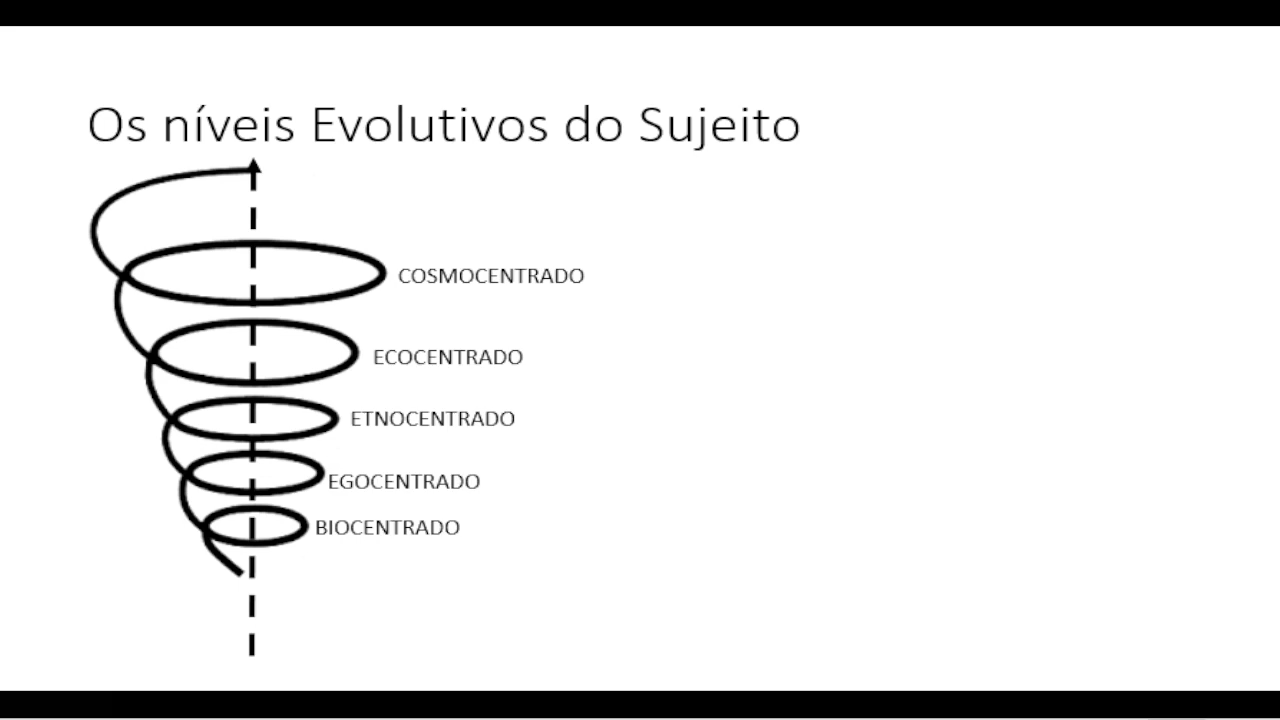 Os níveis Evolutivos do Sujeito
COSMOCENTRADO
ECOCENTRADO
ETNOCENTRADO
EGOCENTRADO
BIOCENTRADO